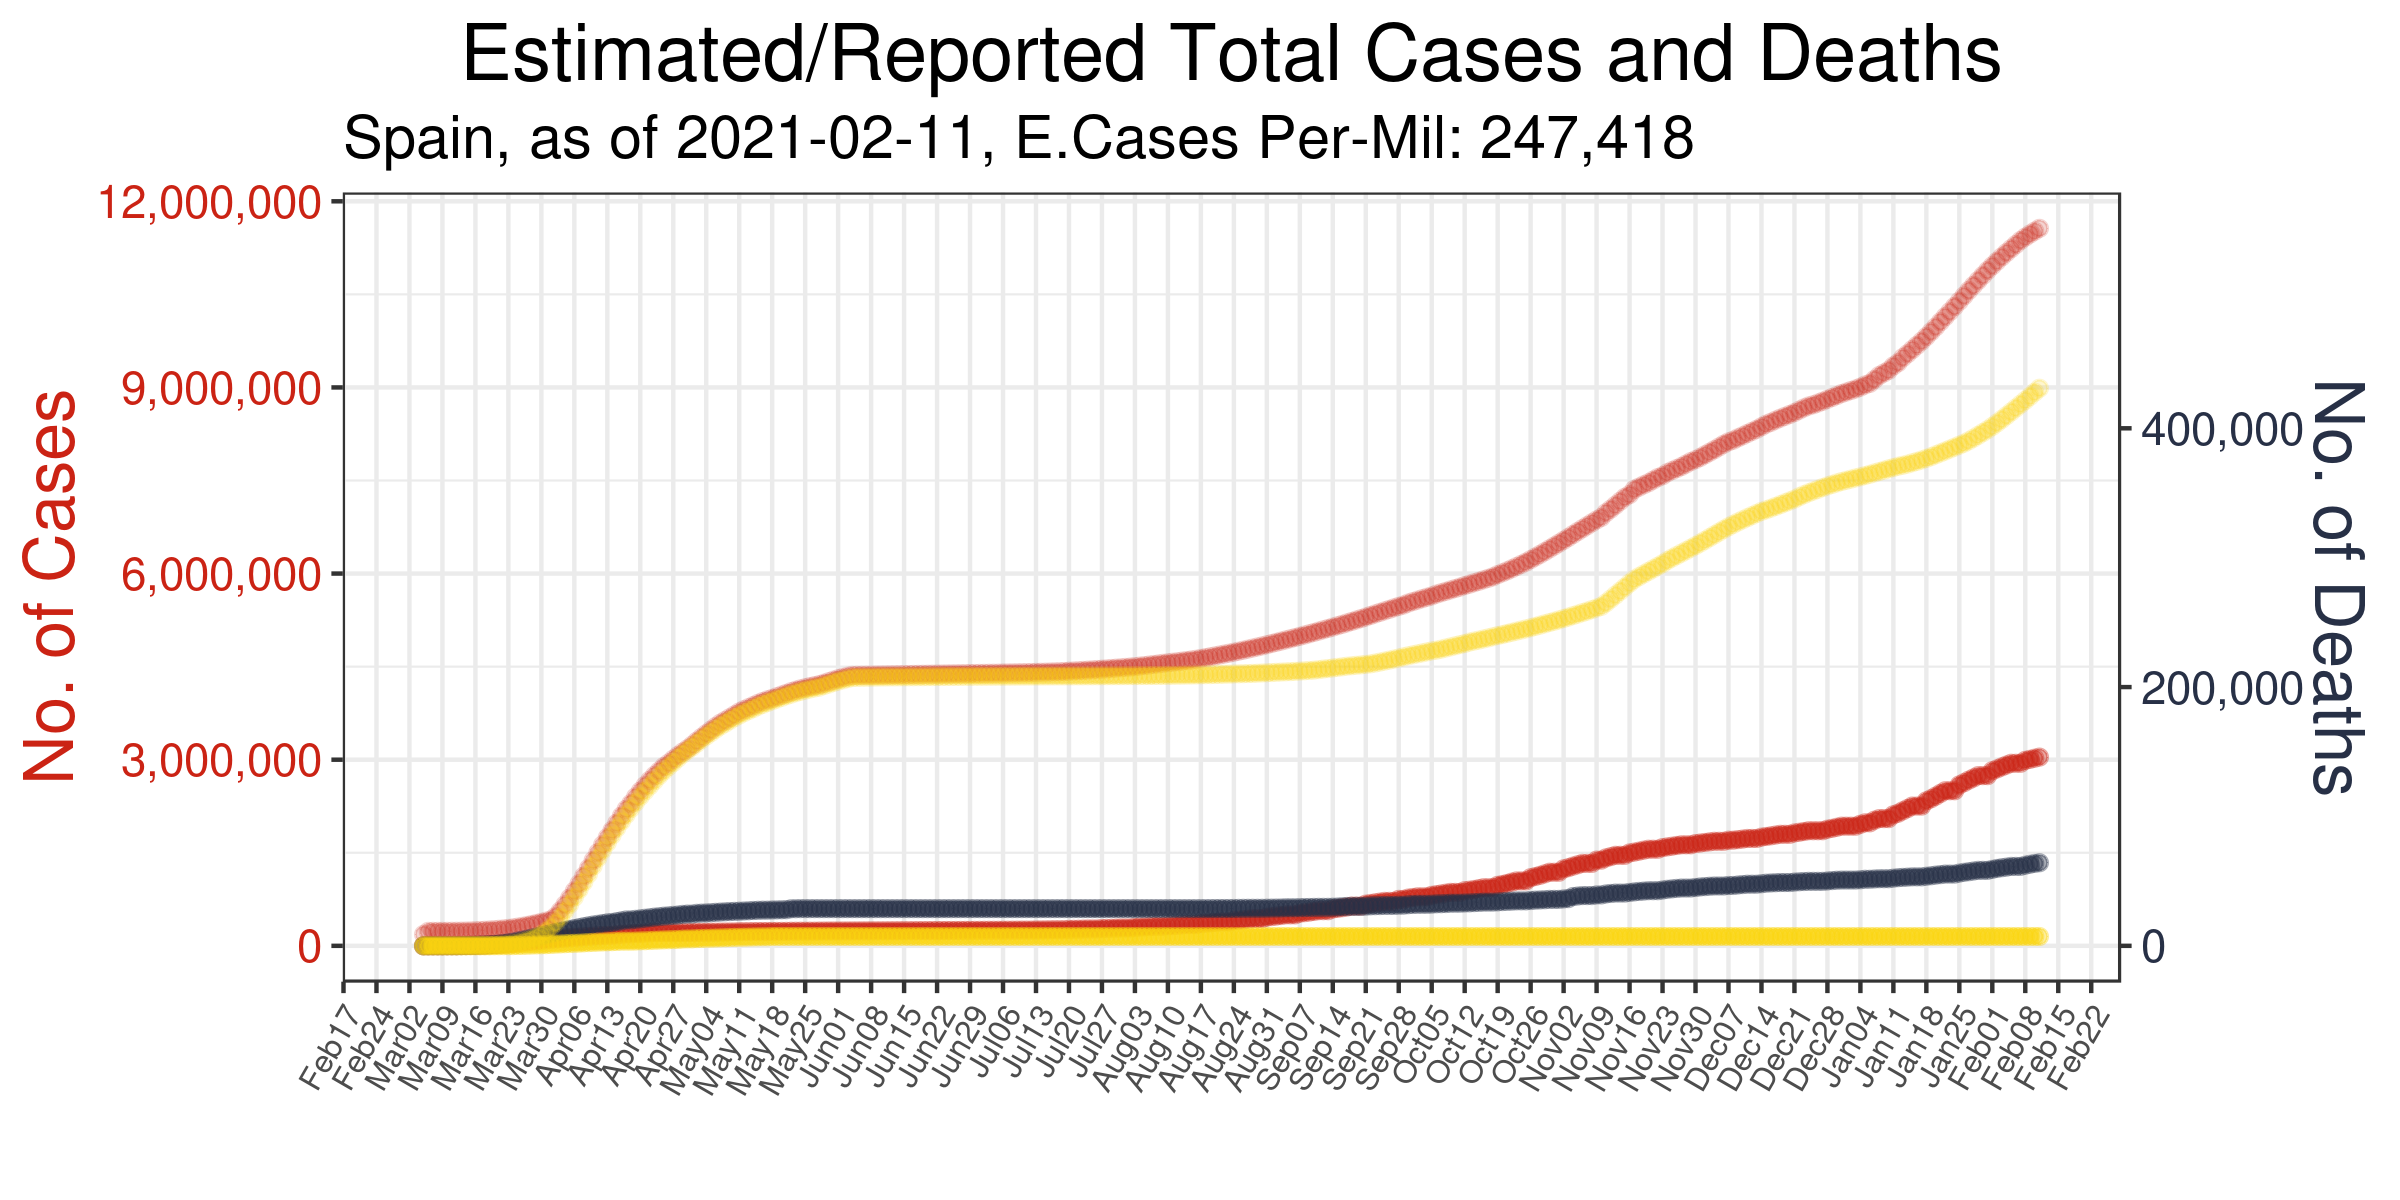 Estimated/Reported Total Cases and Deaths
Spain, as of 2021-02-11, E.Cases Per-Mil: 247,418
No. of Cases
12,000,000
9,000,000
6,000,000
3,000,000
0
No. of Deaths
400,000
200,000
0
Feb17
Feb24
Mar02
Mar09
Mar16
Mar23
Mar30
Apr06
Apr13
Apr20
Apr27
May04
May11
May18
May25
Jun01
Jun08
Jun15
Jun22
Jun29
Jul06
Jul13
Jul20
Jul27
Aug03
Aug10
Aug17
Aug24
Aug31
Sep07
Sep14
Sep21
Sep28
Oct05
Oct12
Oct19
Oct26
Nov02
Nov09
Nov16
Nov23
Nov30
Dec07
Dec14
Dec21
Dec28
Jan04
Jan11
Jan18
Jan25
Feb01
Feb08
Feb15
Feb22